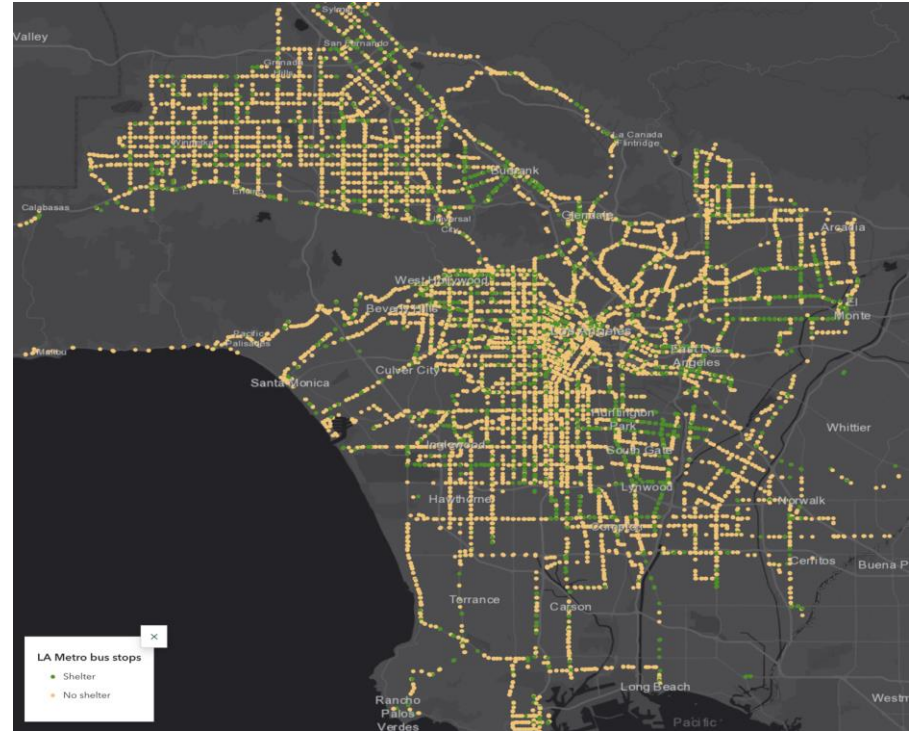 Sylmar
Valley
San Fernando
Granada
Hills
La Canada
Flintridge
Winnetka
Burbank
Encino
Calabasas
Universal
City
Glendale
Arcadia
West Hollywood
Beverly Hills
El
Monte
Pacific
Palisades
Los Angeles
Malibu
East Los
Angeles
Culver City
Santa Monica
Huntington
Park
Whittier
Inglewood
South Gate
Lynwood
Hawthorne
Norwalk
Compton
Cerritos
Buena P
Torrance
Carson
LA Metro bus stops
Shelter
No shelter
Long Beach
Rancho
Palos
Verdes
Westm
Pacific